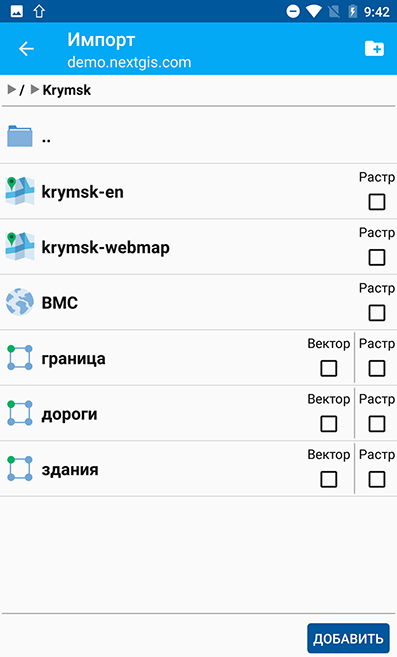 9:42
Импорт
demo.nextgis.com
/ Krymsk
..
Растр
krymsk-en
Растр
krymsk-webmap
Растр
ВМС
Вектор Растр
граница
Вектор Растр
дороги
Вектор Растр
здания
ДОБАВИТЬ